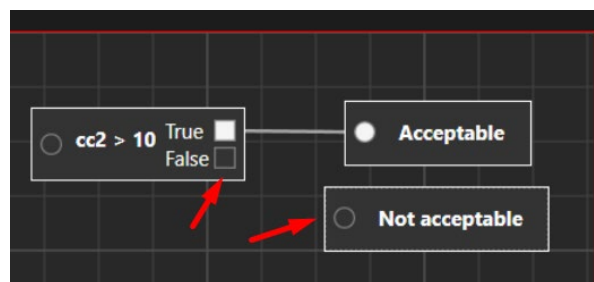 cc2 > 10
True
False
Acceptable
Not acceptable